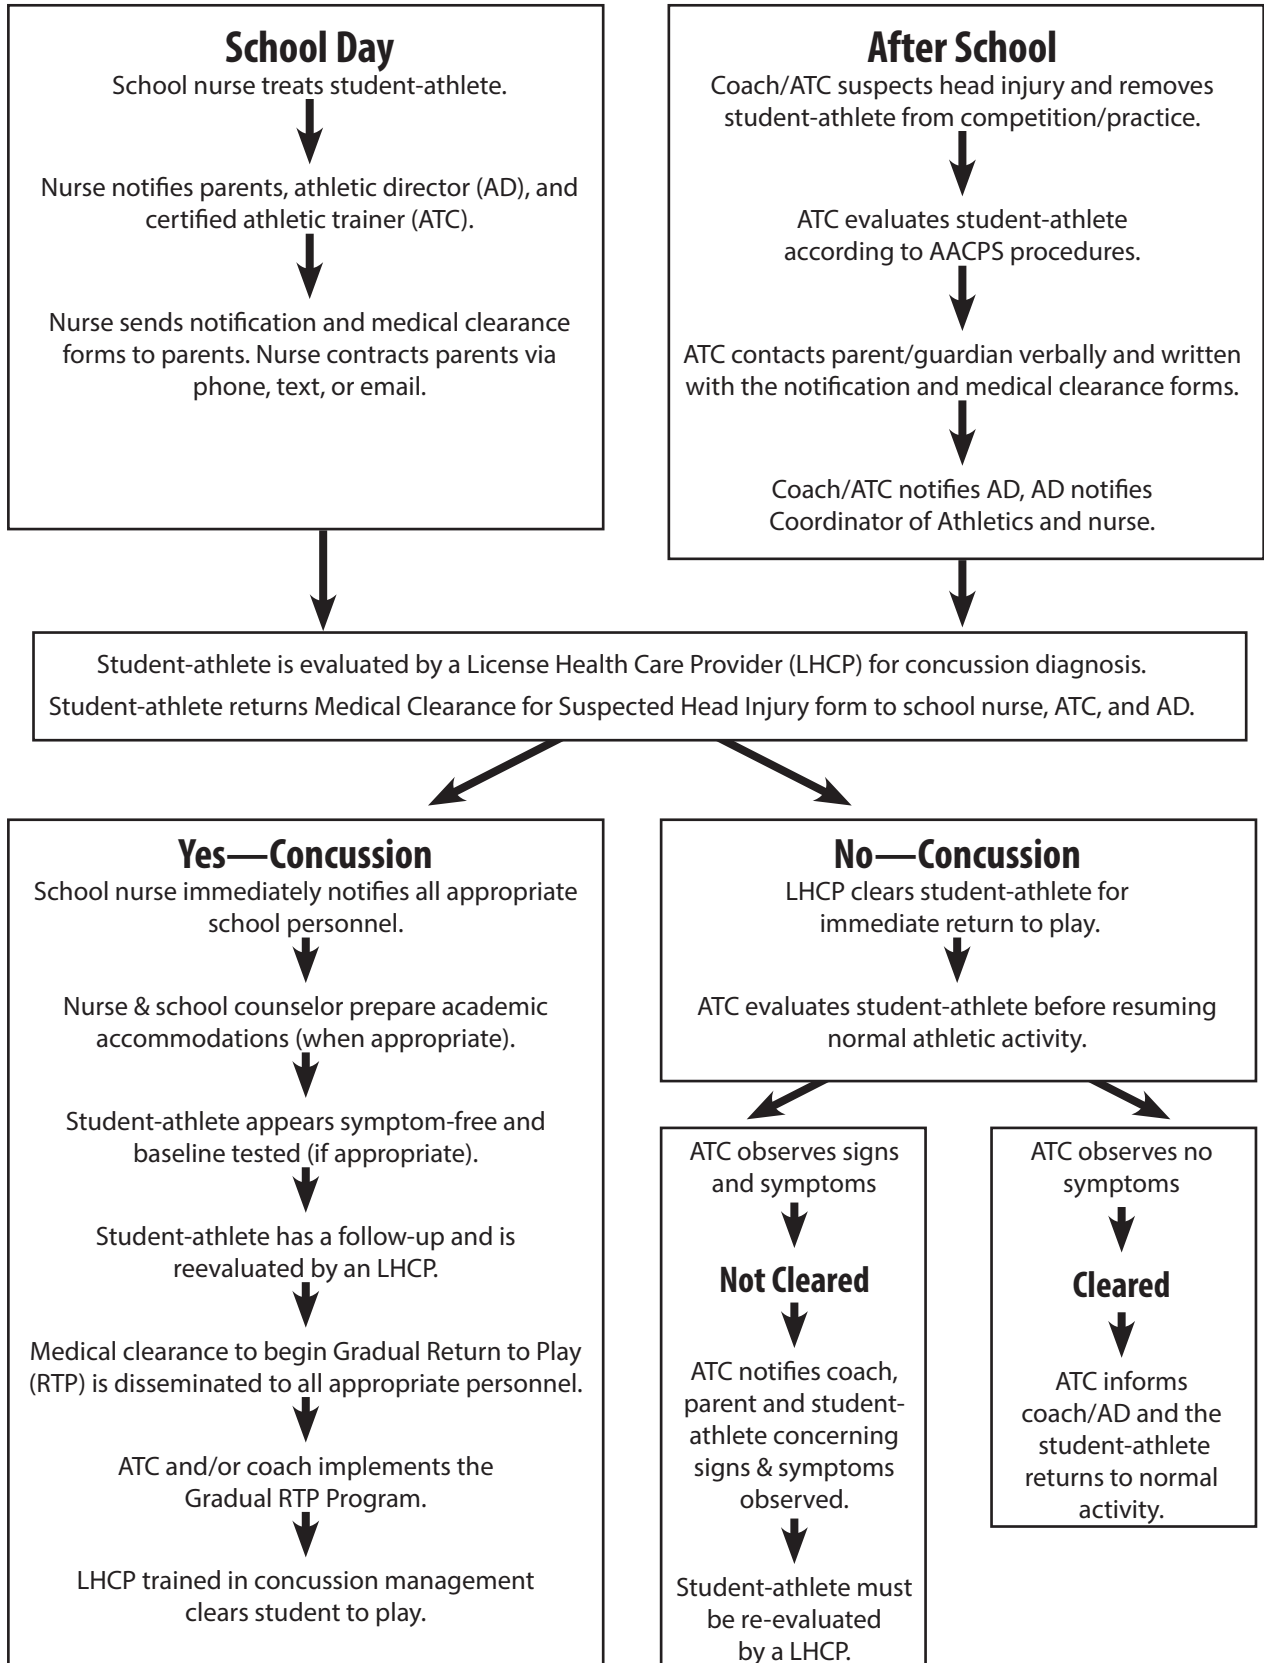 School Day
School nurse treats student-athlete.
Nurse notifies parents, athletic director (AD), and
certified athletic trainer (ATC).
Nurse sends notification and medical clearance
forms to parents. Nurse contracts parents via
phone, text, or email.
After School
Coach/ATC suspects head injury and removes
student-athlete from competition/practice.
ATC evaluates student-athlete
according to AACPS procedures.
ATC contacts parent/guardian verbally and written
with the notification and medical clearance forms.
Coach/ATC notifies AD, AD notifies
Coordinator of Athletics and nurse.
Student-athlete is evaluated by a License Health Care Provider (LHCP) for concussion diagnosis.
Student-athlete returns Medical Clearance for Suspected Head Injury form to school nurse, ATC, and AD.
Yes—Concussion
School nurse immediately notifies all appropriate
school personnel.
Nurse & school counselor prepare academic
accommodations (when appropriate).
Student-athlete appears symptom-free and
baseline tested (if appropriate).
Student-athlete has a follow-up and is
reevaluated by an LHCP.
Medical clearance to begin Gradual Return to Play
(RTP) is disseminated to all appropriate personnel.
ATC and/or coach implements the
Gradual RTP Program.
LHCP trained in concussion management
clears student to play.
No—Concussion
LHCP clears student-athlete for
immediate return to play.
ATC evaluates student-athlete before resuming
normal athletic activity.
ATC observes signs
and symptoms
Not Cleared
ATC notifies coach,
parent and student-
athlete concerning
signs & symptoms
observed.
Student-athlete must
be re-evaluated
by a LHCP.
ATC observes no
symptoms
Cleared
ATC informs
coach/AD and the
student-athlete
returns to normal
activity.